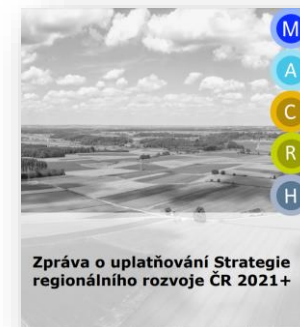 M
A
C
R
H
Zpráva o uplatňování Strategie
regionálního rozvoje ČR 2021+